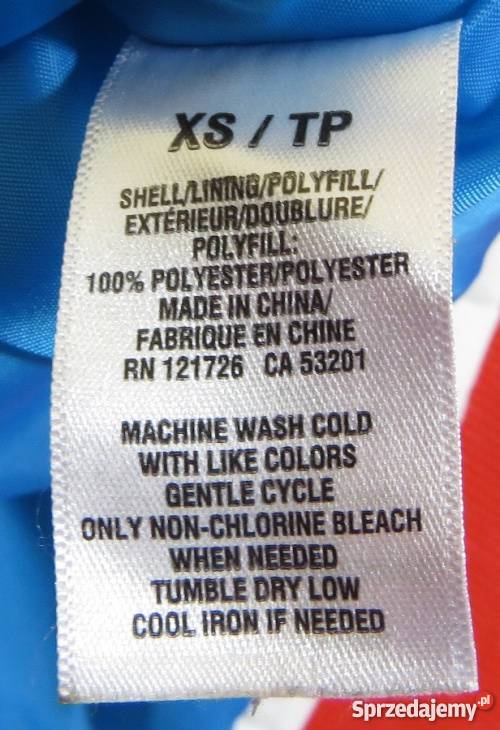 XS / TP
SHELL/LINING/POLYFILL/
EXTÉRIEUR/DOUBLURE/
POLYFILL:
100% POLYESTER/POLYESTER
MADE IN CHINA/
FABRIQUE EN CHINE
RN 121726 CA 53201
MACHINE WASH COLD
WITH LIKE COLORS
GENTLE CYCLE
ONLY NON-CHLORINE BLEACH
WHEN NEEDED
TUMBLE DRY LOW
COOL IRON IF NEEDED
Sprzedajemy.pl